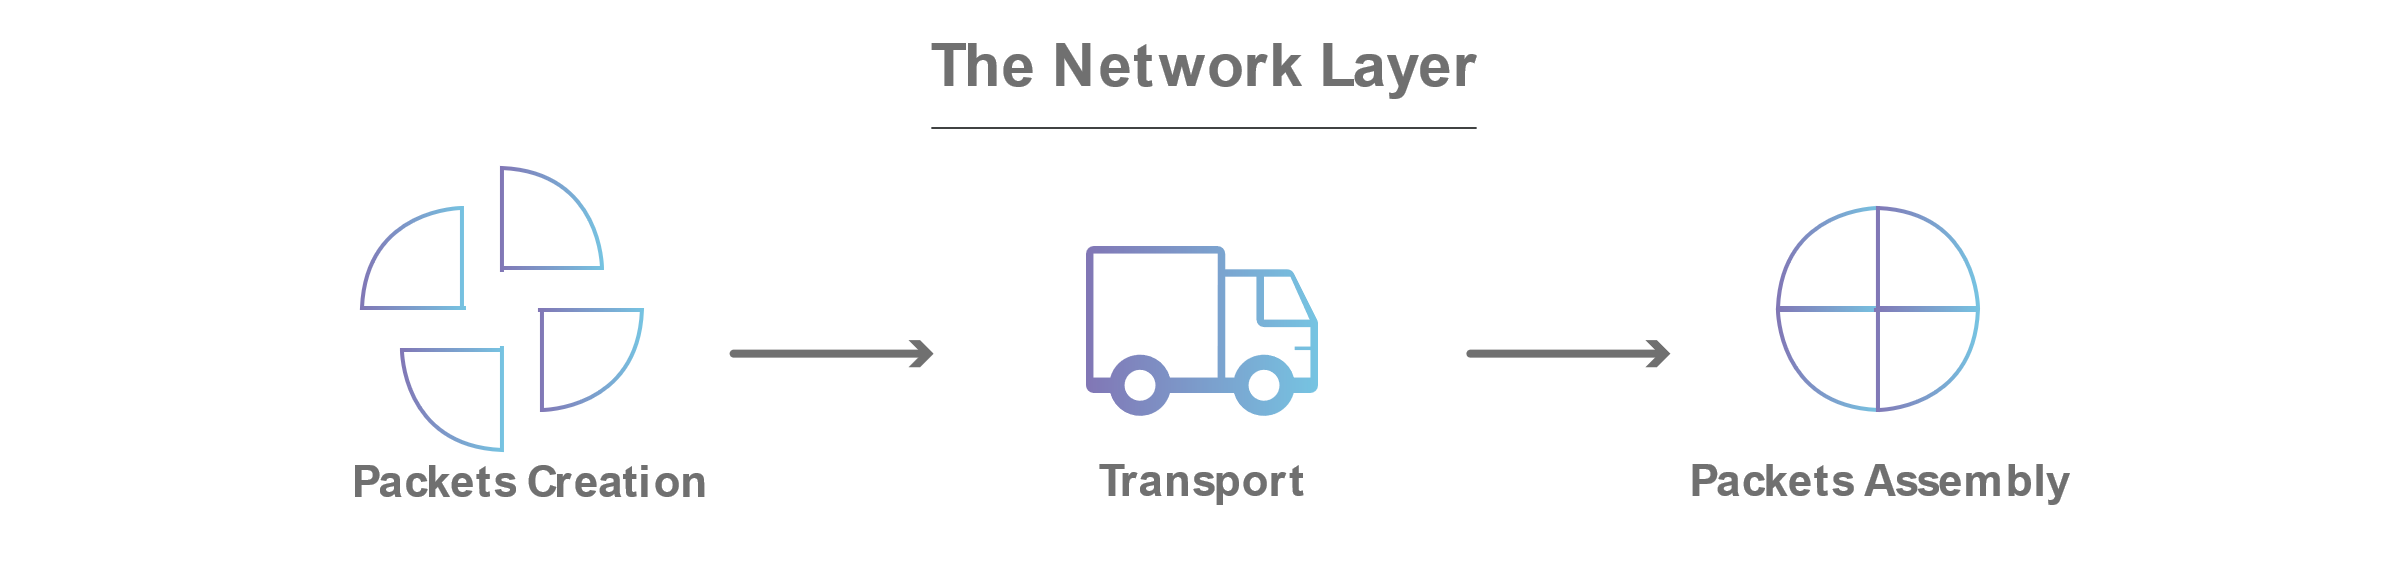 The Network Layer
Packets Creation
Transport
Packets Assembly